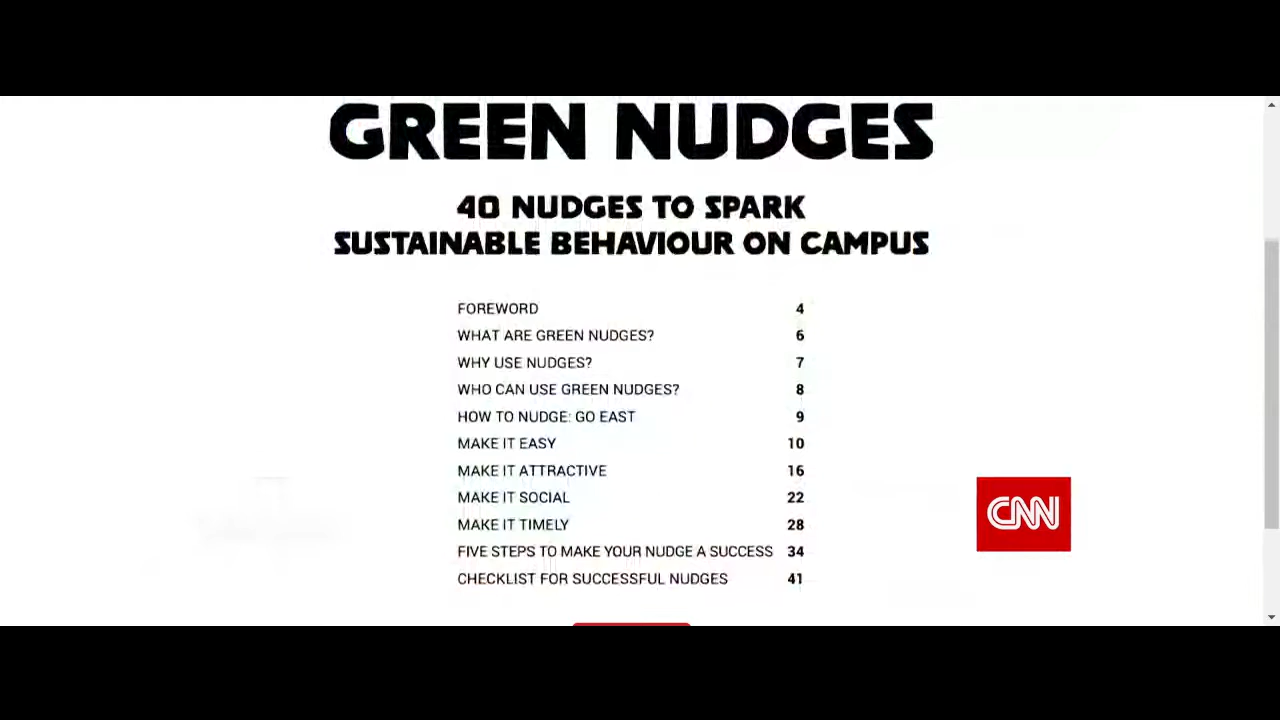 GREEN NUDGES
40 NUDGES TO SPARK
SUSTAINABLE BEHAVIOUR ON CAMPUS
FOREWORD 4
WHAT ARE GREEN NUDGES? 6
WHY USE NUDGES? 7
WHO CAN USE GREEN NUDGES? 8
HOW TO NUDGE: GO EAST 9
MAKE IT EASY 10
MAKE IT ATTRACTIVE 16
MAKE IT SOCIAL 22
MAKE IT TIMELY 28
FIVE STEPS TO MAKE YOUR NUDGE A SUCCESS 34
CHECKLIST FOR SUCCESSFUL NUDGES 41
CNN